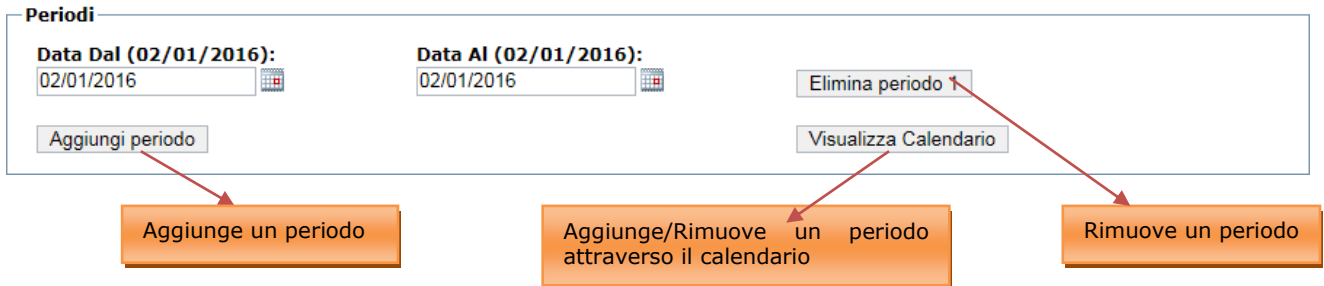 Periodi
Data Dal (02/01/2016): Data Al (02/01/2016):
02/01/2016 02/01/2016 Elimina periodo 1
Aggiungi periodo Visualizza Calendario
Aggiunge un periodo
Aggiunge/Rimuove un periodo
attraverso il calendario
Rimuove un periodo